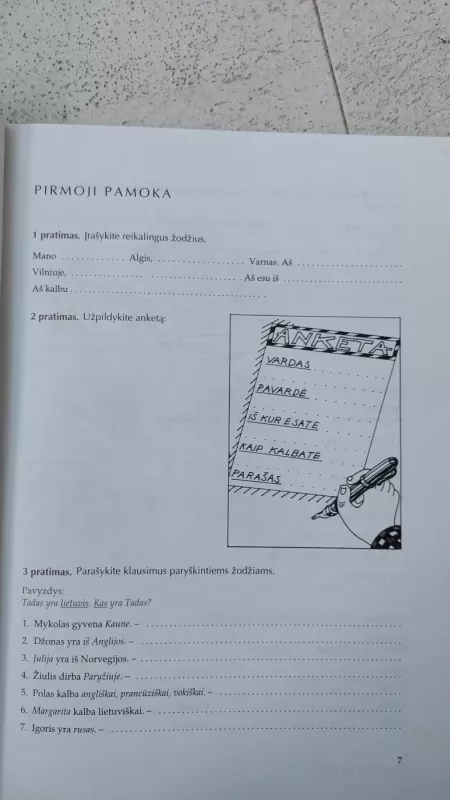 PIRMOJI PAMOKA
1 pratimas. Įrašykite reikalingus žodžius.
Mano ............. Algis, .................... Varnas. Aš ........................
Vilniuje, ................. ...................... Aš esu iš ...........................
Aš kalbu ..................., ...........................
2 pratimas. Užpildykite anketą:
ANKETA
VARDAS
PAVARDĖ
IŠ KUR ESATE
KAIP KALBATE
PARAŠAS
3 pratimas. Parašykite klausimus paryškintiems žodžiams.
Pavyzdys:
Tadas yra lietuvis. Kas yra Tadas?
1. Mykolas gyvena Kaune. – ............................................................
2. Džonas yra iš Anglijos. – ............................................................
3. Julija yra iš Norvegijos. – ............................................................
4. Žiulis dirba Paryžiuje. – ............................................................
5. Polas kalba angliškai, prancūziškai, vokiškai. – ..........................................
6. Margarita kalba lietuviškai. – ............................................................
7. Igoris yra rusas. – ............................................................
7